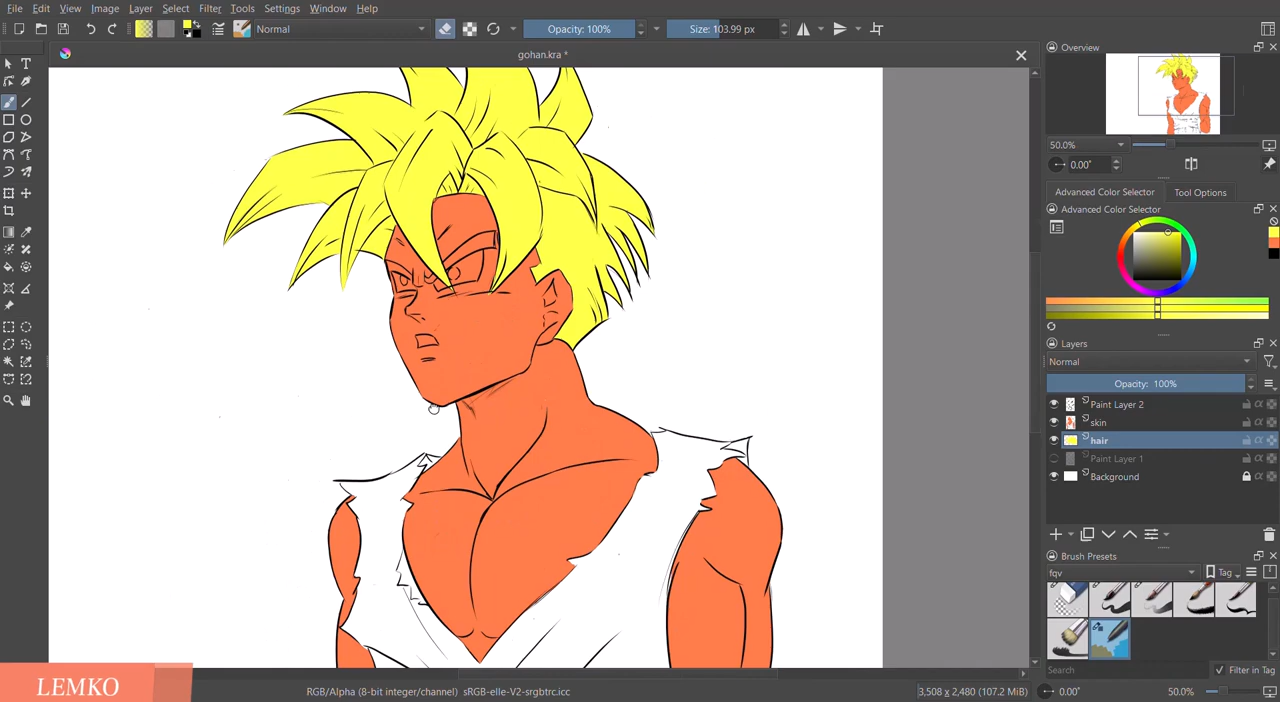 File Edit View Image Layer Select Filter Tools Settings Window Help
Normal Opacity: 100% Size: 103.99 px
gohan.kra *
Overview
50.0%
0.00°
Advanced Color Selector Tool Options
Advanced Color Selector
Layers
Normal
Opacity: 100%
Paint Layer 2
skin
hair
Paint Layer 1
Background
Brush Presets
fqv Tag
Search Filter in Tag
LEMKO
RGB/Alpha (8-bit integer/channel) sRGB-elle-V2-srgbtrc.icc 3,508 x 2,480 (107.2 MiB) 0.00° 50.0%